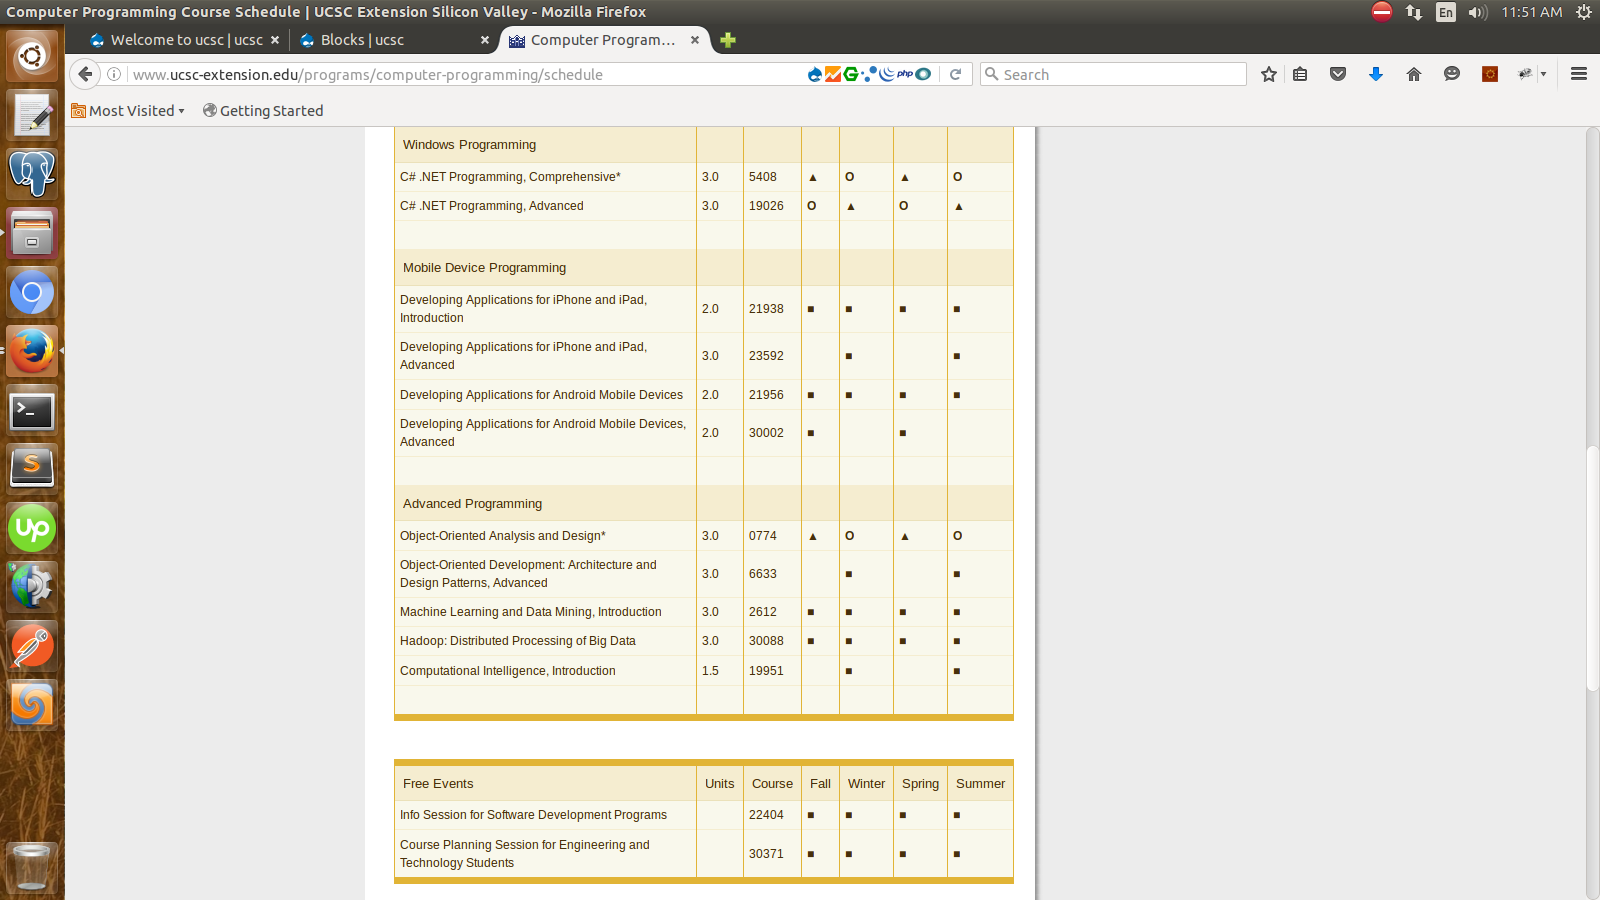 Computer Programming Course Schedule | UCSC Extension Silicon Valley - Mozilla Firefox
En
11:51 AM
Welcome to ucsc | ucsc
Blocks | ucsc
Computer Program...
www.ucsc-extension.edu/programs/computer-programming/schedule
php
Search
Most Visited
Getting Started
Windows Programming
C# .NET Programming, Comprehensive* 3.0 5408 ▲ O ▲ O
C# .NET Programming, Advanced 3.0 19026 O ▲ O ▲
Mobile Device Programming
Developing Applications for iPhone and iPad,
Introduction 2.0 21938 ■ ■ ■ ■
Developing Applications for iPhone and iPad,
Advanced 3.0 23592 ■ ■
Developing Applications for Android Mobile Devices 2.0 21956 ■ ■ ■ ■
Developing Applications for Android Mobile Devices,
Advanced 2.0 30002 ■ ■
Advanced Programming
Object-Oriented Analysis and Design* 3.0 0774 ▲ O ▲ O
Object-Oriented Development: Architecture and
Design Patterns, Advanced 3.0 6633 ■ ■
Machine Learning and Data Mining, Introduction 3.0 2612 ■ ■ ■ ■
Hadoop: Distributed Processing of Big Data 3.0 30088 ■ ■ ■ ■
Computational Intelligence, Introduction 1.5 19951 ■ ■
Free Events Units Course Fall Winter Spring Summer
Info Session for Software Development Programs 22404 ■ ■ ■ ■
Course Planning Session for Engineering and
Technology Students 30371 ■ ■ ■ ■
S
Up